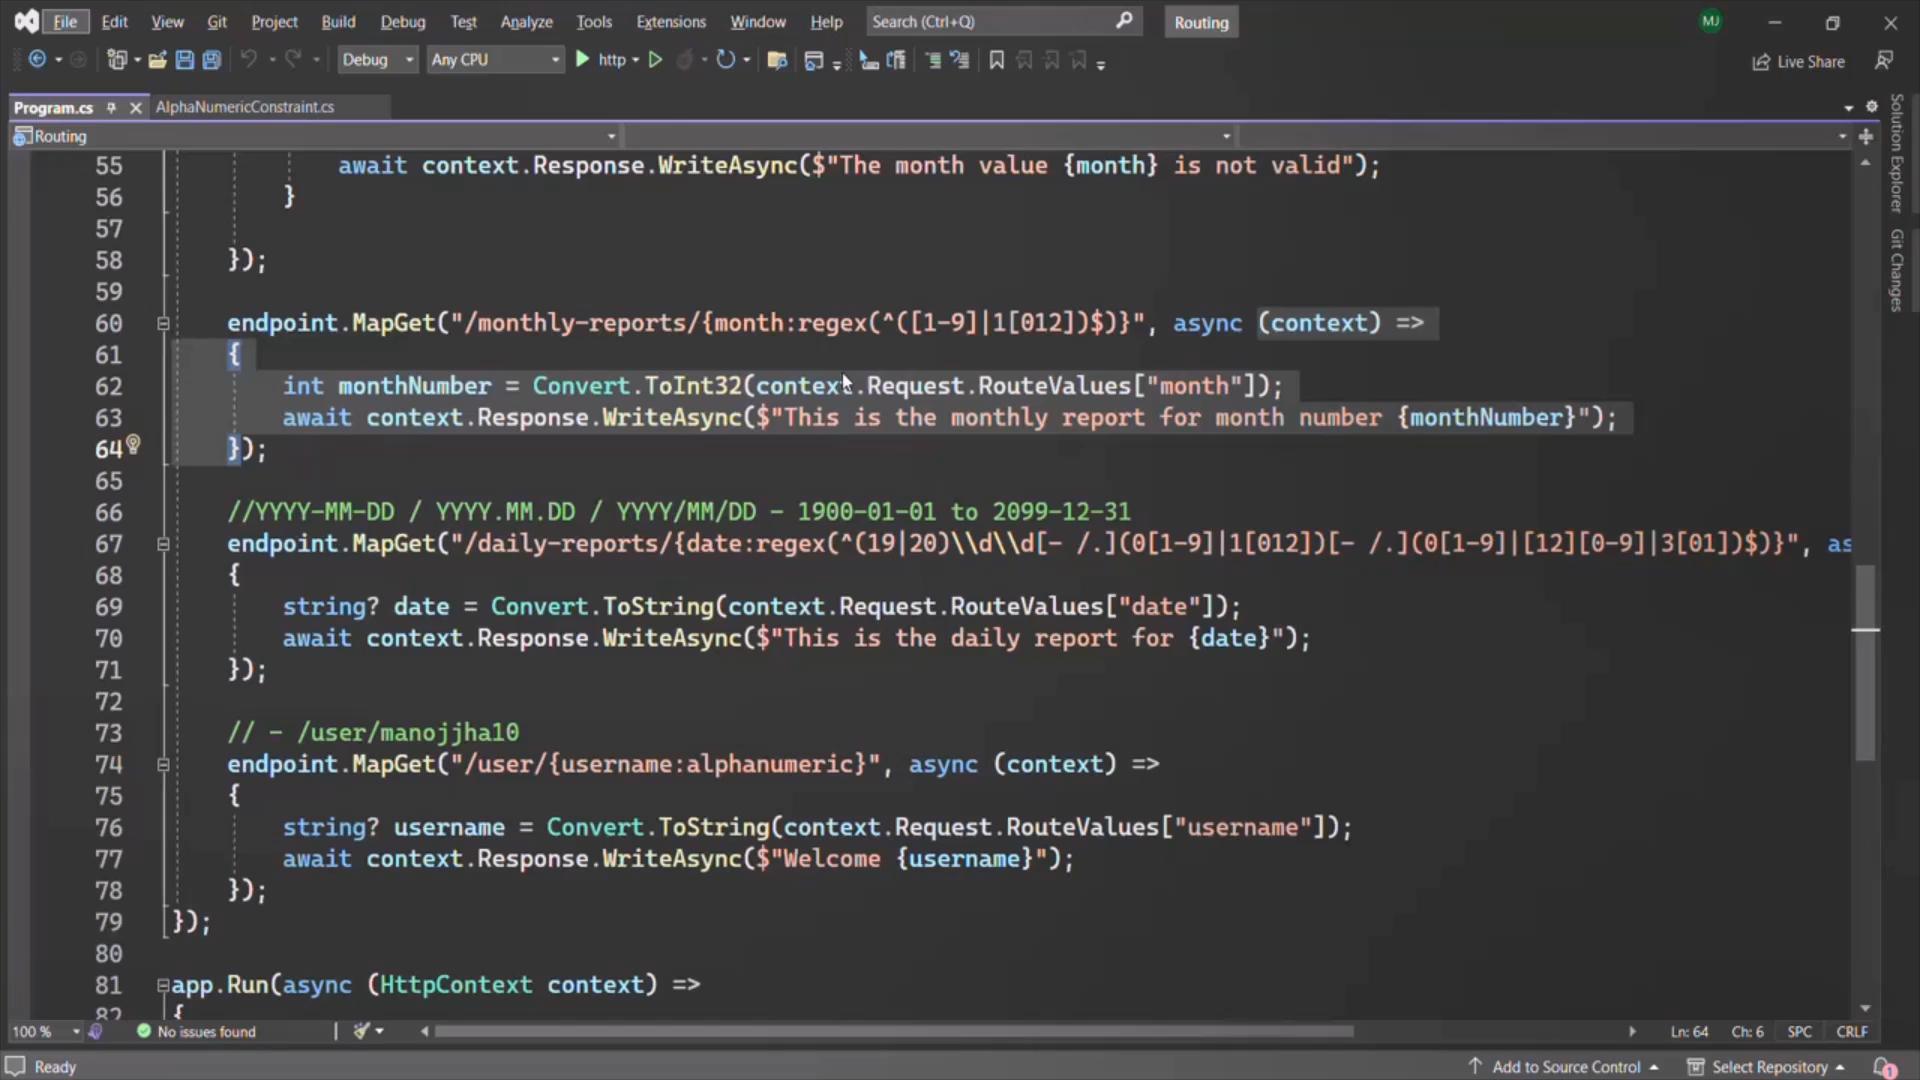 File Edit View Git Project Build Debug Test Analyze Tools Extensions Window Help Search (Ctrl+Q) Routing MJ
Debug Any CPU http Live Share
Program.cs AlphaNumericConstraint.cs
Routing
Solution Explorer
Git Changes
55 await context.Response.WriteAsync($"The month value {month} is not valid");
56 }
57
58 });
59
60 endpoint.MapGet("/monthly-reports/{month:regex(^([1-9]|1[012])$)}", async (context) =>
61 {
62 int monthNumber = Convert.ToInt32(context.Request.RouteValues["month"]);
63 await context.Response.WriteAsync($"This is the monthly report for month number {monthNumber}");
64 });
65
66 //YYYY-MM-DD / YYYY.MM.DD / YYYY/MM/DD - 1900-01-01 to 2099-12-31
67 endpoint.MapGet("/daily-reports/{date:regex(^(19|20)\\d\\d[- /.](0[1-9]|1[012])[- /.](0[1-9]|[12][0-9]|3[01])$)}", as
68 {
69 string? date = Convert.ToString(context.Request.RouteValues["date"]);
70 await context.Response.WriteAsync($"This is the daily report for {date}");
71 });
72
73 // - /user/manojjha10
74 endpoint.MapGet("/user/{username:alphanumeric}", async (context) =>
75 {
76 string? username = Convert.ToString(context.Request.RouteValues["username"]);
77 await context.Response.WriteAsync($"Welcome {username}");
78 });
79 });
80
81 app.Run(async (HttpContext context) =>
82 {
100 % No issues found Ln: 64 Ch: 6 SPC CRLF
Ready Add to Source Control Select Repository 1